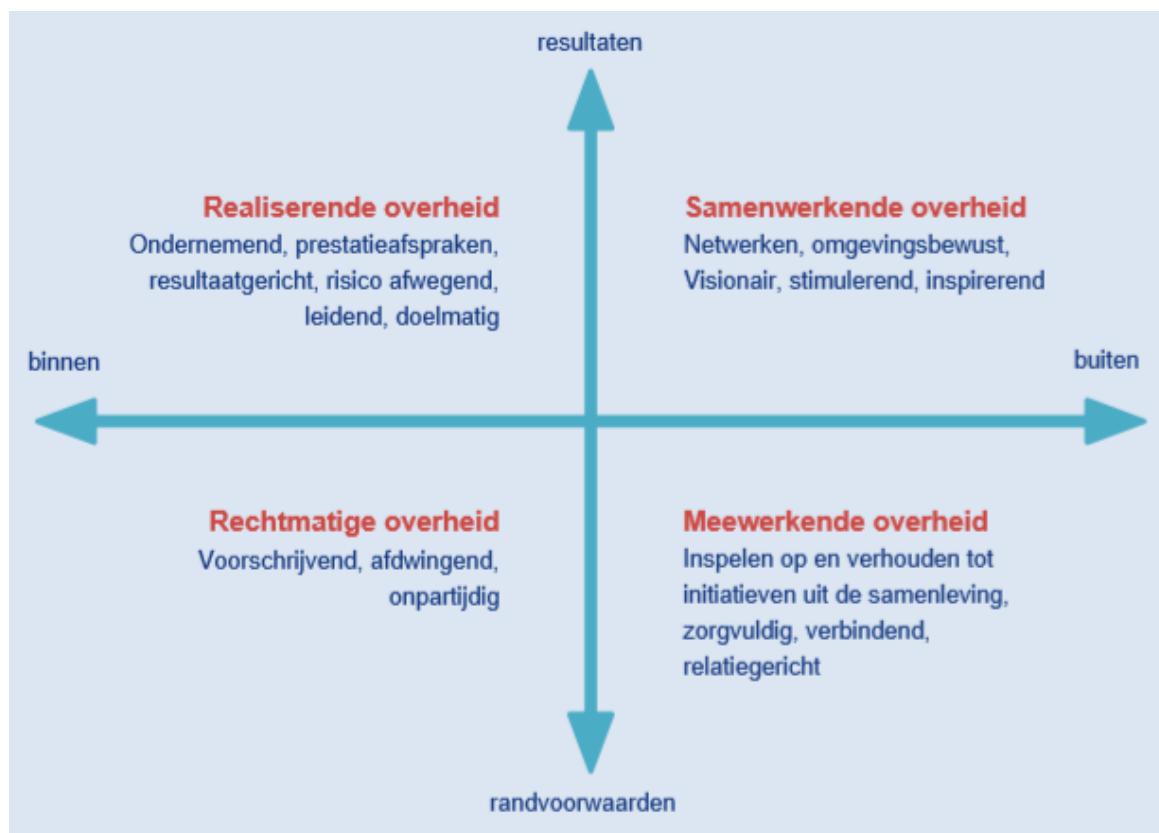 resultaten
Realiserende overheid
Ondernemend, prestatieafspraken,
resultaatgericht, risico afwegend,
leidend, doelmatig
Samenwerkende overheid
Netwerken, omgevingsbewust,
Visionair, stimulerend, inspirerend
binnen
buiten
Rechtmatige overheid
Voorschrijvend, afdwingend,
onpartijdig
Meewerkende overheid
Inspelen op en verhouden tot
initiatieven uit de samenleving,
zorgvuldig, verbindend,
relatiegericht
randvoorwaarden